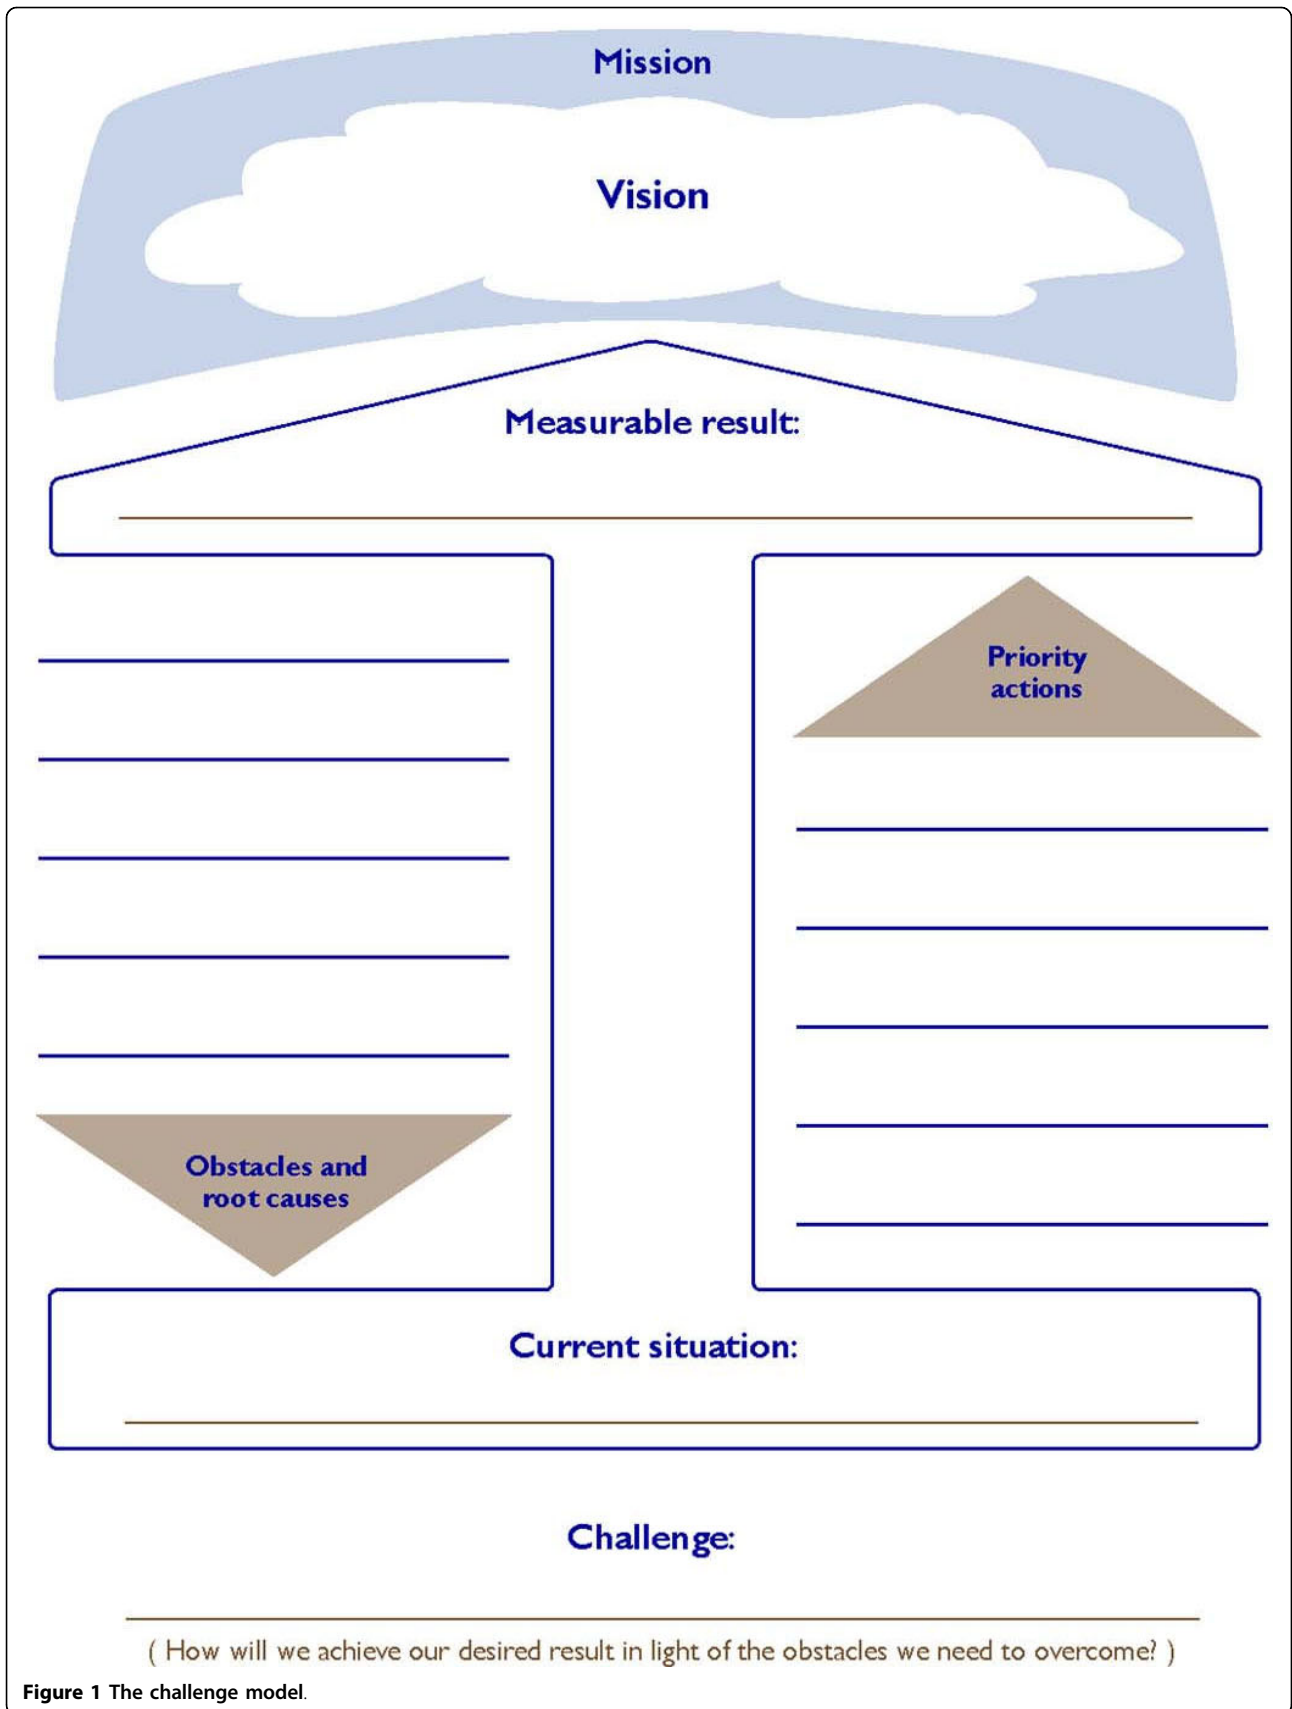 Mission
Vision
Measurable result:
Priority
actions
Obstacles and
root causes
Current situation:
Challenge:
( How will we achieve our desired result in light of the obstacles we need to overcome? )
Figure 1 The challenge model.